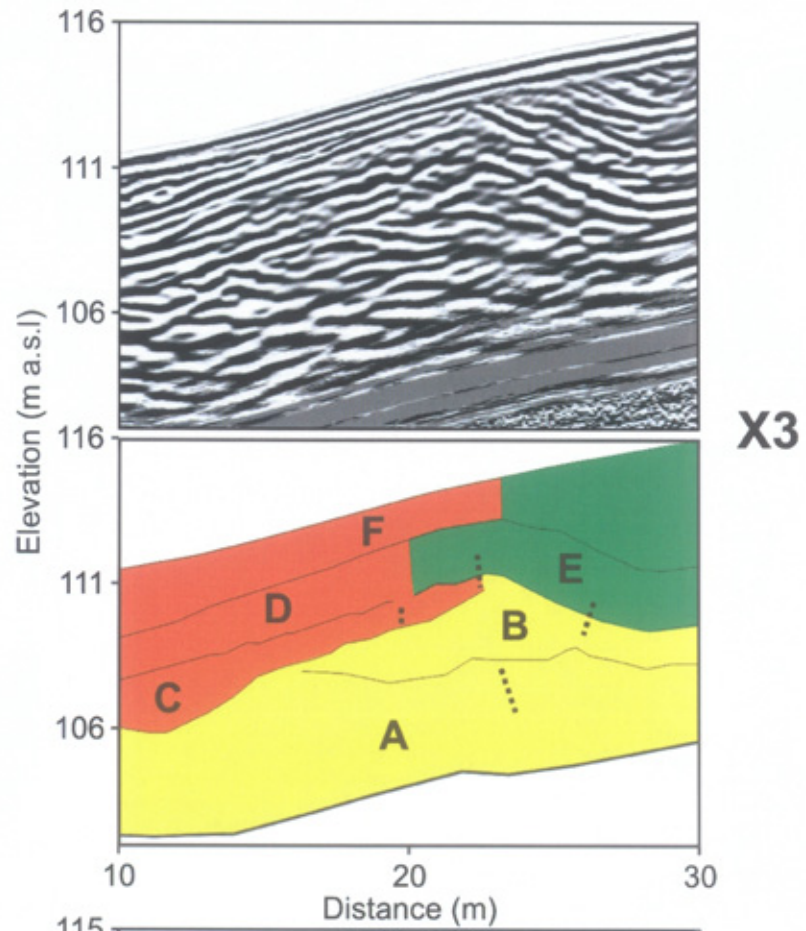 116
111
106
Elevation (m a.s.l)
X3
116
111
106
F
D
E
B
C
A
10
20
30
Distance (m)
115